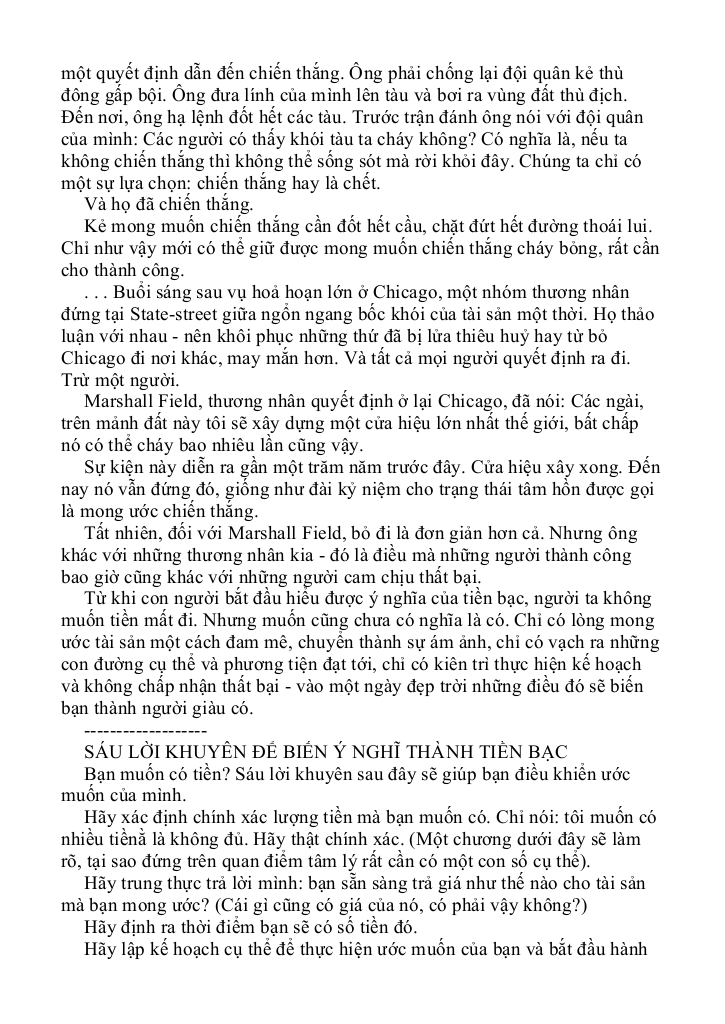 một quyết định dẫn đến chiến thắng. Ông phải chống lại đội quân kẻ thù
đông gấp bội. Ông đưa lính của mình lên tàu và bơi ra vùng đất thù địch.
Đến nơi, ông hạ lệnh đốt hết các tàu. Trước trận đánh ông nói với đội quân
của mình: Các người có thấy khói tàu ta cháy không? Có nghĩa là, nếu ta
không chiến thắng thì không thể sống sót mà rời khỏi đây. Chúng ta chỉ có
một sự lựa chọn: chiến thắng hay là chết.
Và họ đã chiến thắng.
Kẻ mong muốn chiến thắng cần đốt hết cầu, chặt đứt hết đường thoái lui.
Chỉ như vậy mới có thể giữ được mong muốn chiến thắng cháy bỏng, rất cần
cho thành công.
. . . Buổi sáng sau vụ hoả hoạn lớn ở Chicago, một nhóm thương nhân
đứng tại State-street giữa ngổn ngang bốc khói của tài sản một thời. Họ thảo
luận với nhau - nên khôi phục những thứ đã bị lửa thiêu huỷ hay từ bỏ
Chicago đi nơi khác, may mắn hơn. Và tất cả mọi người quyết định ra đi.
Trừ một người.
Marshall Field, thương nhân quyết định ở lại Chicago, đã nói: Các ngài,
trên mảnh đất này tôi sẽ xây dựng một cửa hiệu lớn nhất thế giới, bất chấp
nó có thể cháy bao nhiêu lần cũng vậy.
Sự kiện này diễn ra gần một trăm năm trước đây. Cửa hiệu xây xong. Đến
nay nó vẫn đứng đó, giống như đài kỷ niệm cho trạng thái tâm hồn được gọi
là mong ước chiến thắng.
Tất nhiên, đối với Marshall Field, bỏ đi là đơn giản hơn cả. Nhưng ông
khác với những thương nhân kia - đó là điều mà những người thành công
bao giờ cũng khác với những người cam chịu thất bại.
Từ khi con người bắt đầu hiểu được ý nghĩa của tiền bạc, người ta không
muốn tiền mất đi. Nhưng muốn cũng chưa có nghĩa là có. Chỉ có lòng mong
ước tài sản một cách đam mê, chuyển thành sự ám ảnh, chỉ có vạch ra những
con đường cụ thể và phương tiện đạt tới, chỉ có kiên trì thực hiện kế hoạch
và không chấp nhận thất bại - vào một ngày đẹp trời những điều đó sẽ biến
bạn thành người giàu có.
-------------------
SÁU LỜI KHUYÊN ĐỂ BIẾN Ý NGHĨ THÀNH TIỀN BẠC
Bạn muốn có tiền? Sáu lời khuyên sau đây sẽ giúp bạn điều khiển ước
muốn của mình.
Hãy xác định chính xác lượng tiền mà bạn muốn có. Chỉ nói: tôi muốn có
nhiều tiềnẳ là không đủ. Hãy thật chính xác. (Một chương dưới đây sẽ làm
rõ, tại sao đứng trên quan điểm tâm lý rất cần có một con số cụ thể).
Hãy trung thực trả lời mình: bạn sẵn sàng trả giá như thế nào cho tài sản
mà bạn mong ước? (Cái gì cũng có giá của nó, có phải vậy không?)
Hãy định ra thời điểm bạn sẽ có số tiền đó.
Hãy lập kế hoạch cụ thể để thực hiện ước muốn của bạn và bắt đầu hành